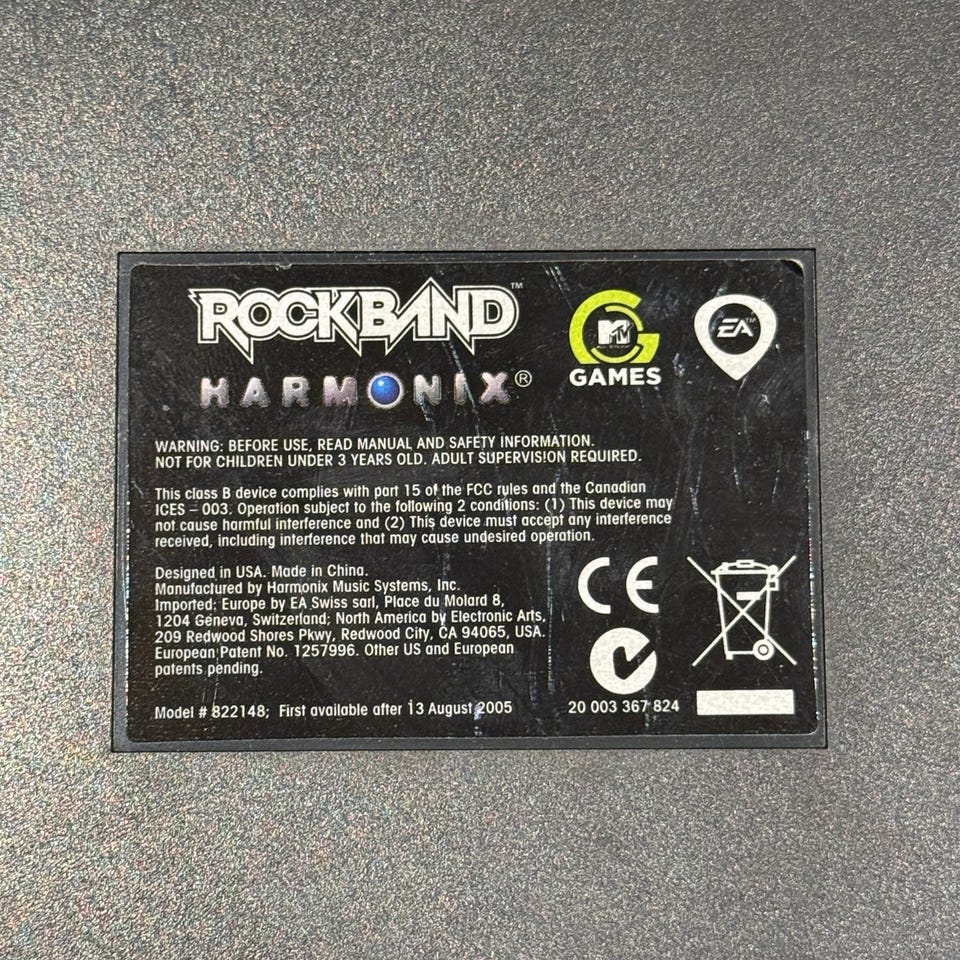 ROCKBAND™
HARMONIX®
MTV
GAMES
EA™
WARNING: BEFORE USE, READ MANUAL AND SAFETY INFORMATION.
NOT FOR CHILDREN UNDER 3 YEARS OLD. ADULT SUPERVISION REQUIRED.
This class B device complies with part 15 of the FCC rules and the Canadian
ICES – 003. Operation subject to the following 2 conditions: (1) This device may
not cause harmful interference and (2) This device must accept any interference
received, including interference that may cause undesired operation.
Designed in USA. Made in China.
Manufactured by Harmonix Music Systems, Inc.
Imported: Europe by EA Swiss sarl, Place du Molard 8,
1204 Geneva, Switzerland; North America by Electronic Arts,
209 Redwood Shores Pkwy, Redwood City, CA 94065, USA.
European Patent No. 1257996. Other US and European
patents pending.
CE
Model # 822148; First available after 13 August 2005
20 003 367 824